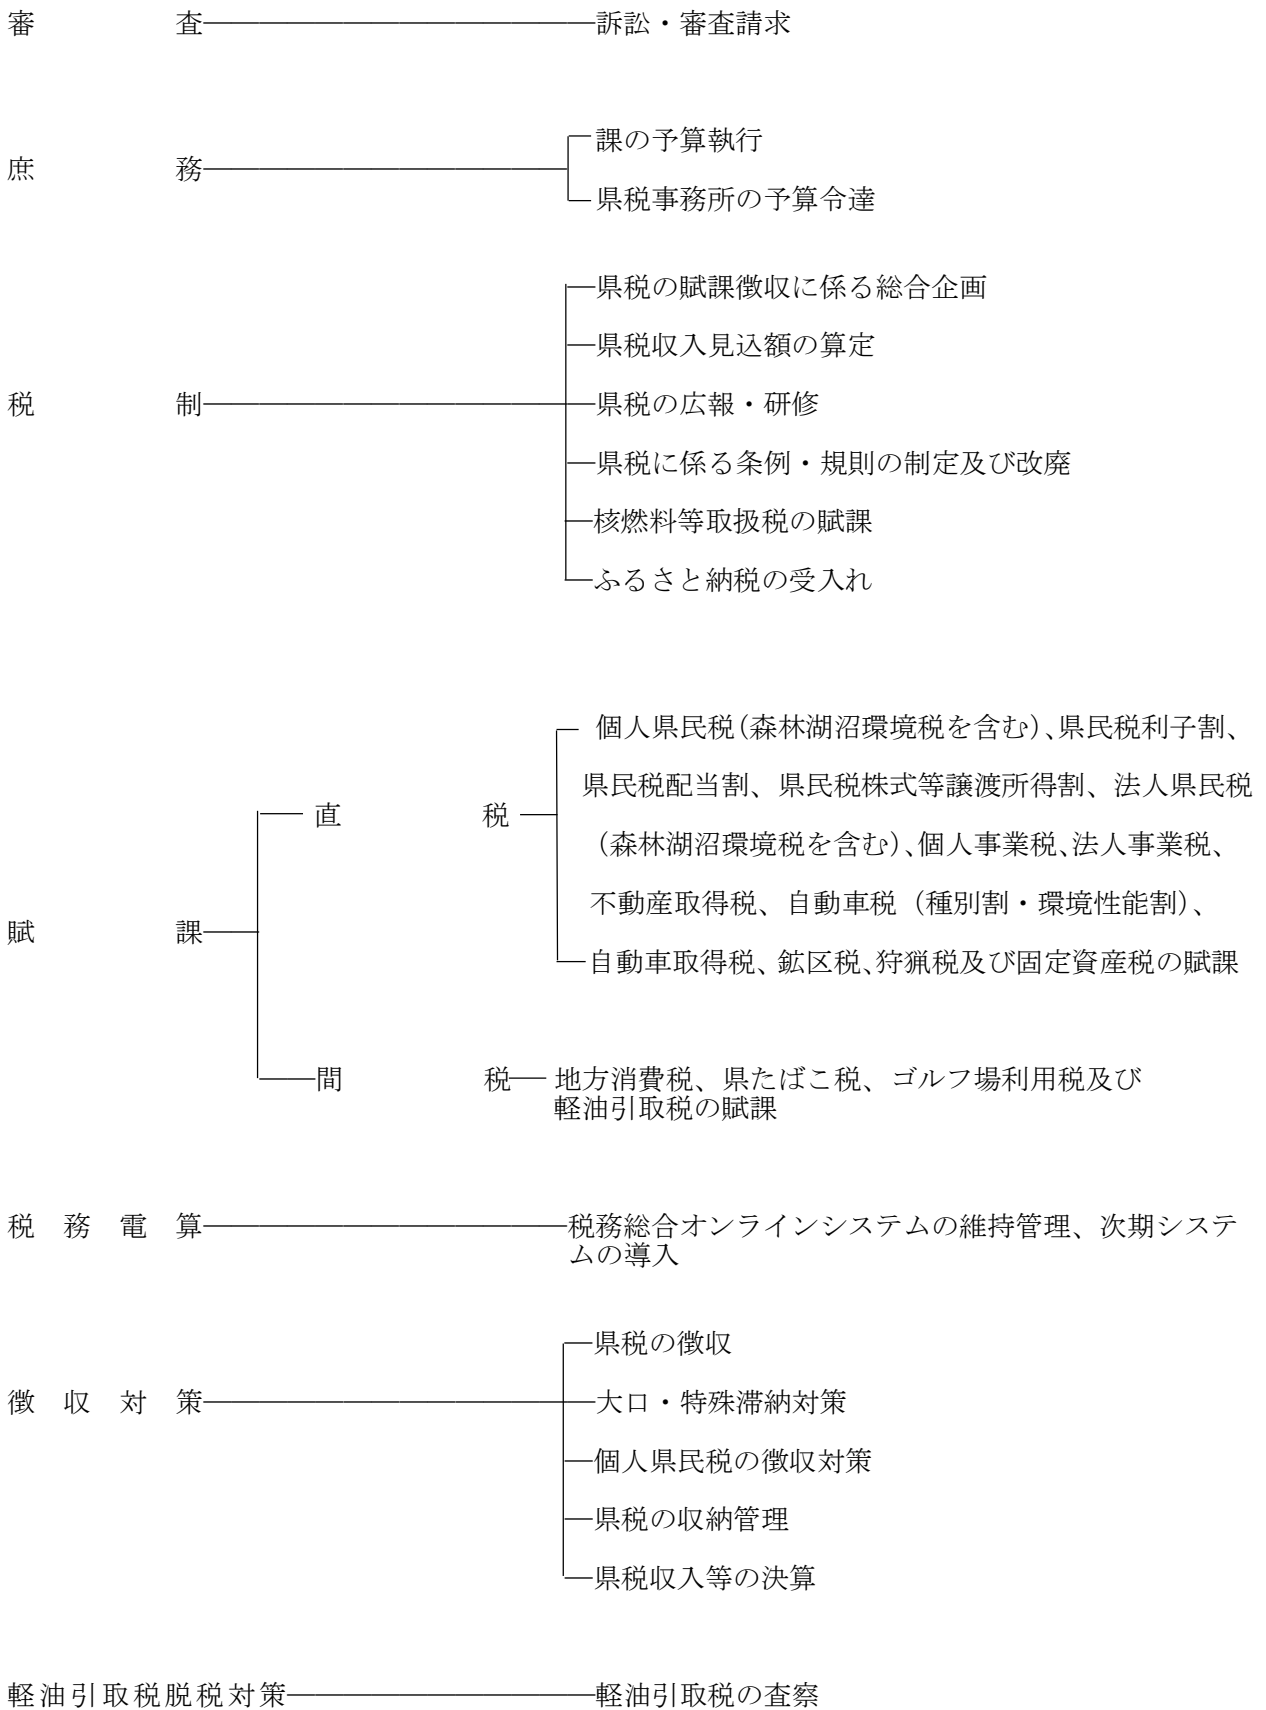 審査――訴訟・審査請求
課の予算執行
庶務
県税事務所の予算令達
県税の賦課徴収に係る総合企画
県税収入見込額の算定
税制――県税の広報・研修
県税に係る条例・規則の制定及び改廃
核燃料等取扱税の賦課
ふるさと納税の受入れ
個人県民税(森林湖沼環境税を含む)、県民税利子割、
県民税配当割、県民税株式等譲渡所得割、法人県民税
直税
(森林湖沼環境税を含む)、個人事業税、法人事業税、
不動産取得税、自動車税(種別割・環境性能割)、
賦課
自動車取得税、鉱区税、狩猟税及び固定資産税の賦課
間税―地方消費税、県たばこ税、ゴルフ場利用税及び
軽油引取税の賦課
税務電算――税務総合オンラインシステムの維持管理、次期システ
ムの導入
県税の徴収
徴収対策――大口・特殊滞納対策
個人県民税の徴収対策
県税の収納管理
県税収入等の決算
軽油引取税脱税対策――軽油引取税の査察